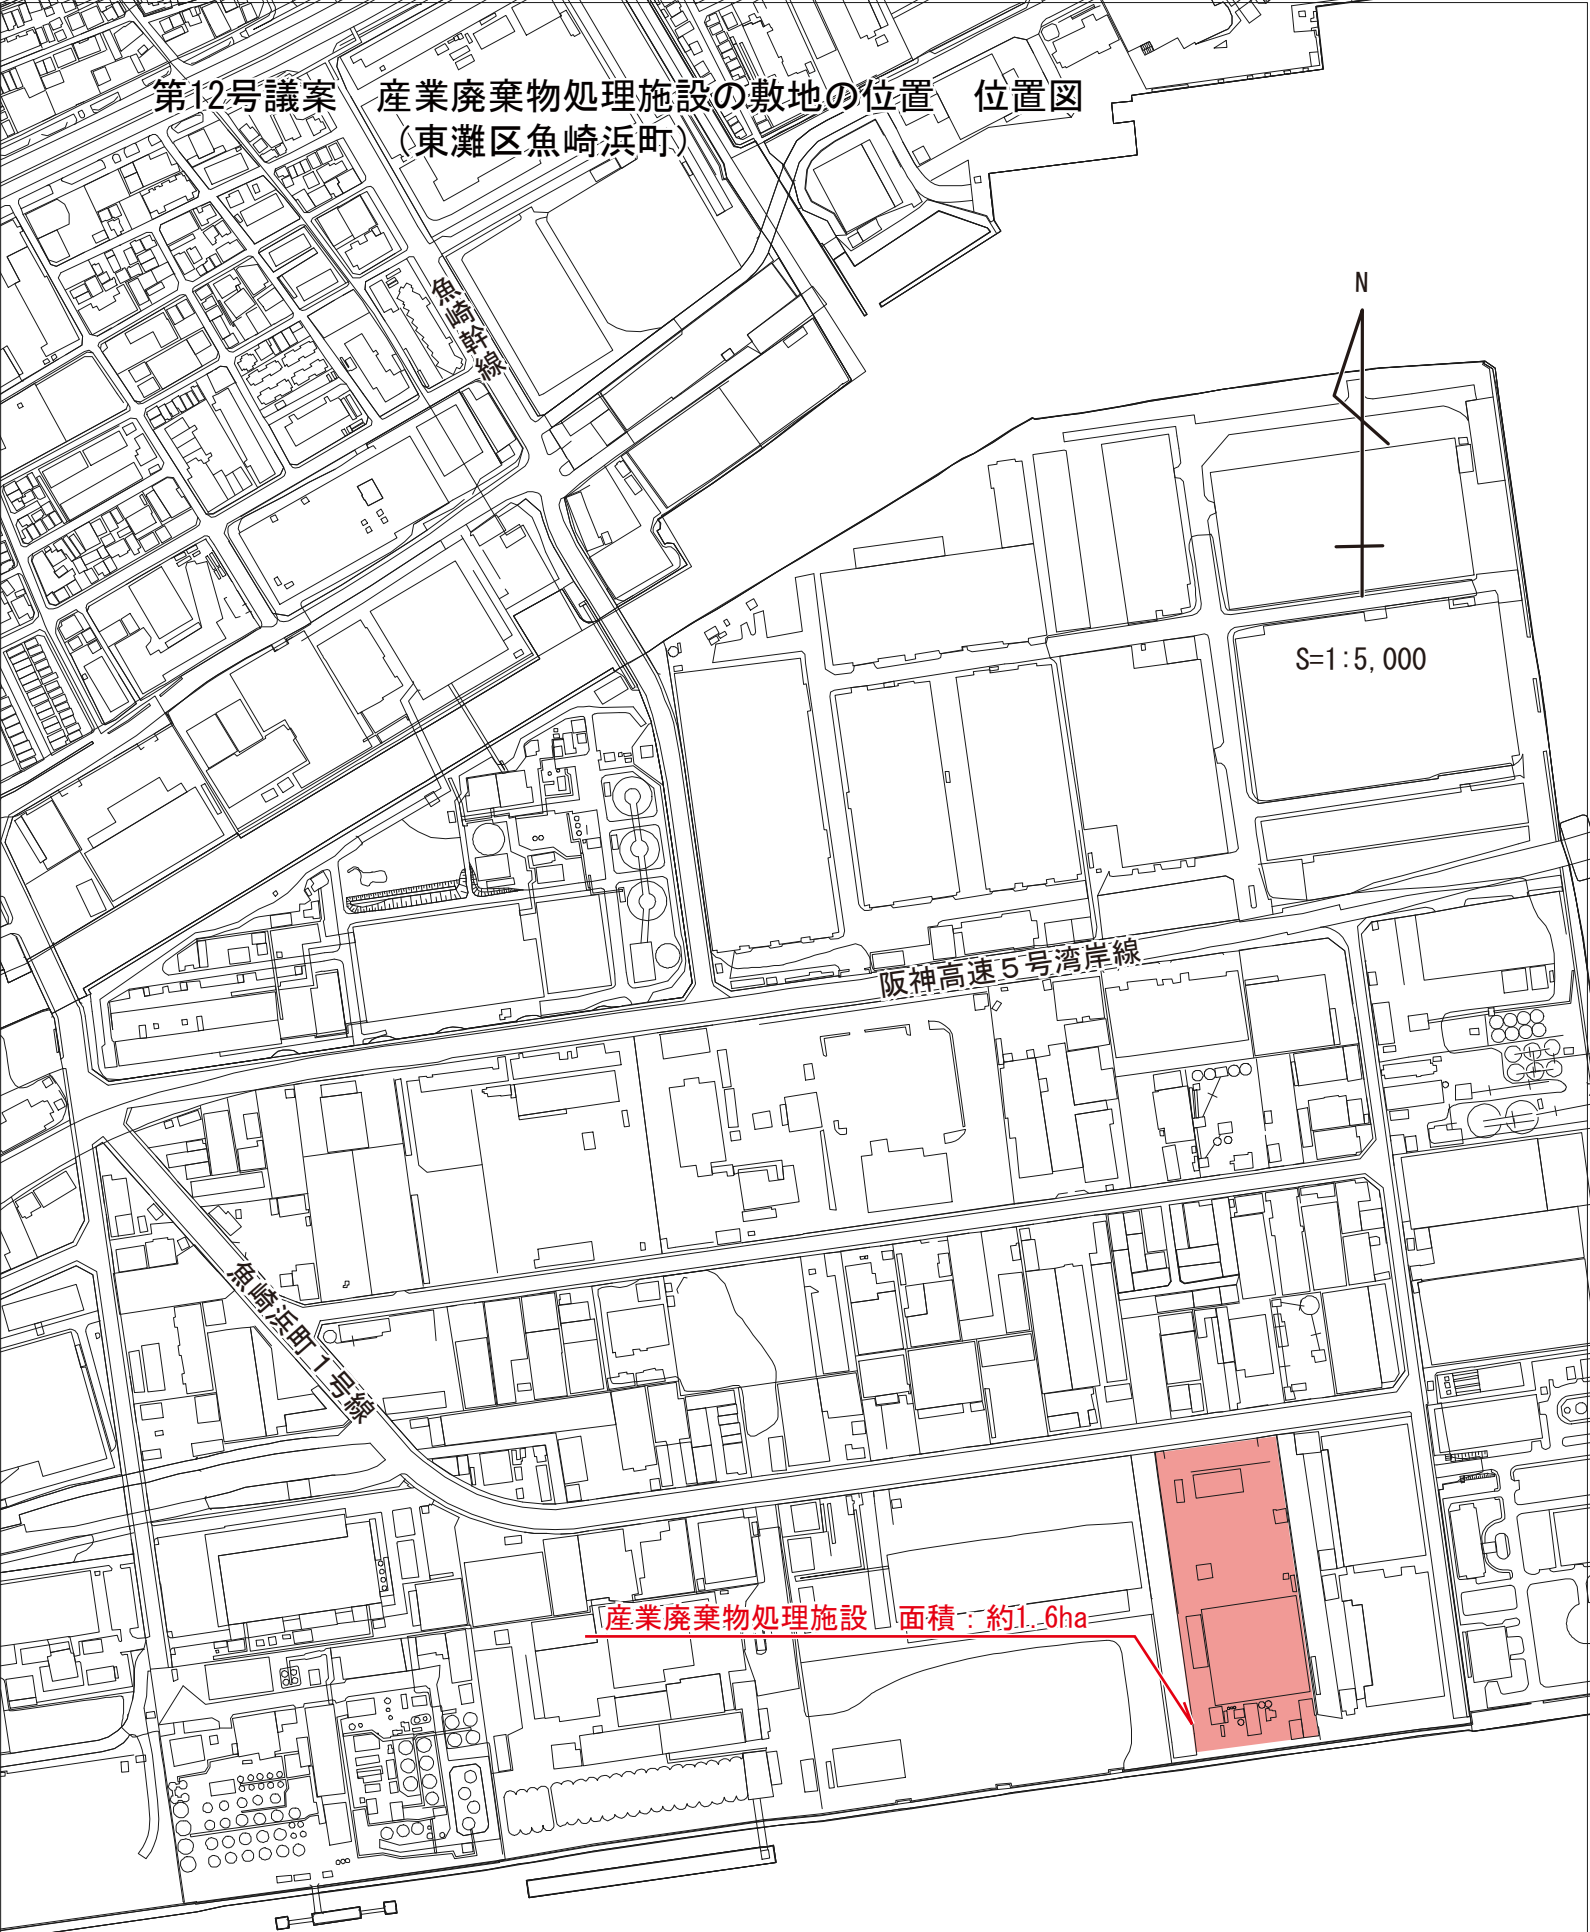 第12号議案　産業廃棄物処理施設の敷地の位置　位置図
（東灘区魚崎浜町）
魚崎幹線
N
S=1:5,000
阪神高速５号湾岸線
魚崎浜町１号線
産業廃棄物処理施設　面積：約1.6ha